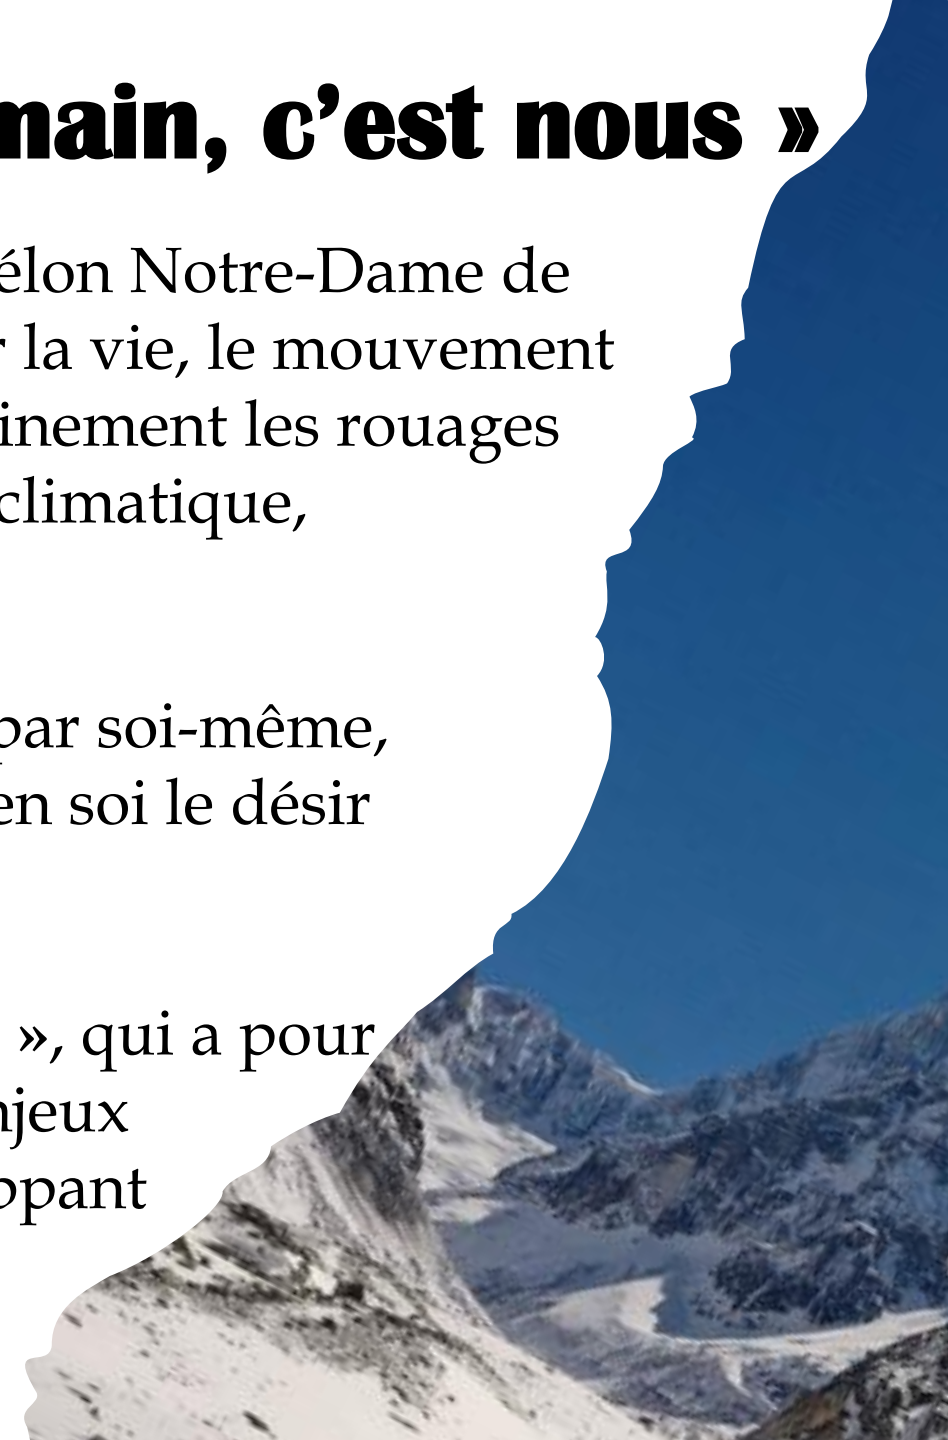 main, c’est nous »
élon Notre-Dame de
r la vie, le mouvement
inement les rouages
climatique,
par soi-même,
en soi le désir
», qui a pour
njeux
ppant